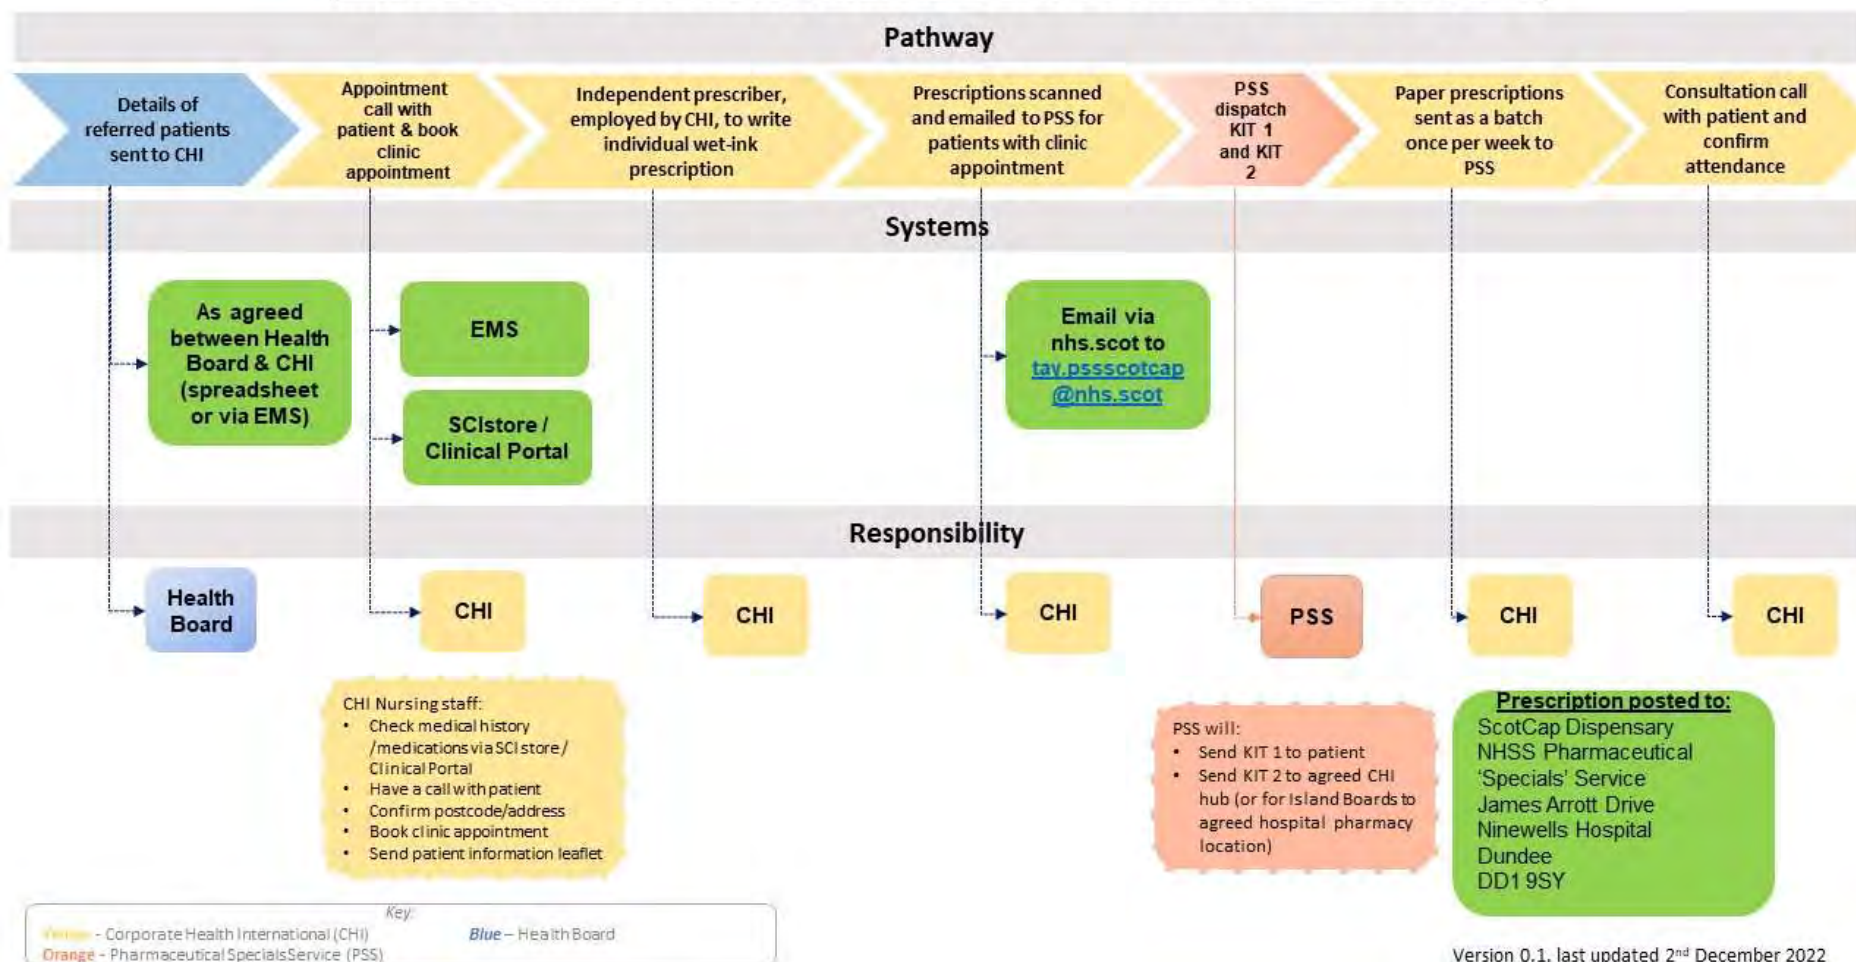 Pathway
Details of
referred patients
sent to CHI
Appointment
call with
patient & book
clinic
appointment
Independent prescriber,
employed by CHI, to write
individual wet-ink
prescription
Prescriptions scanned
and emailed to PSS for
patients with clinic
appointment
PSS
dispatch
KIT 1
and KIT
2
Paper prescriptions
sent as a batch
once per week to
PSS
Consultation call
with patient and
confirm
attendance
Systems
As agreed
between Health
Board & CHI
(spreadsheet
or via EMS)
EMS
SCIstore /
Clinical Portal
Email via
nhs.scot to
tay.pssscotcap
@nhs.scot
Responsibility
Health
Board
CHI
CHI
CHI
PSS
CHI
CHI
CHI Nursing staff:
• Check medical history
/medications via SCI store /
Clinical Portal
• Have a call with patient
• Confirm postcode/address
• Book clinic appointment
• Send patient information leaflet
PSS will:
• Send KIT 1 to patient
• Send KIT 2 to agreed CHI
hub (or for Island Boards to
agreed hospital pharmacy
location)
Prescription posted to:
ScotCap Dispensary
NHSS Pharmaceutical
‘Specials’ Service
James Arrott Drive
Ninewells Hospital
Dundee
DD1 9SY
Key:
Yellow - Corporate Health International (CHI)
Blue – Health Board
Orange - Pharmaceutical Specials Service (PSS)
Version 0.1, last updated 2nd December 2022